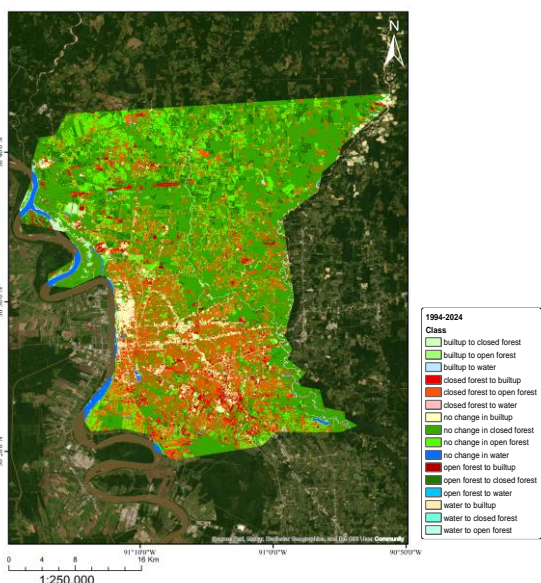 N
1994-2024
Class
builtup to closed forest
builtup to open forest
builtup to water
closed forest to builtup
closed forest to open forest
closed forest to water
no change in builtup
no change in closed forest
no change in open forest
no change in water
open forest to builtup
open forest to closed forest
open forest to water
water to builtup
water to closed forest
water to open forest
Community
91°10'0"W 91°0'0"W 90°50'0"W
0 4 8 16 Km
1:250,000